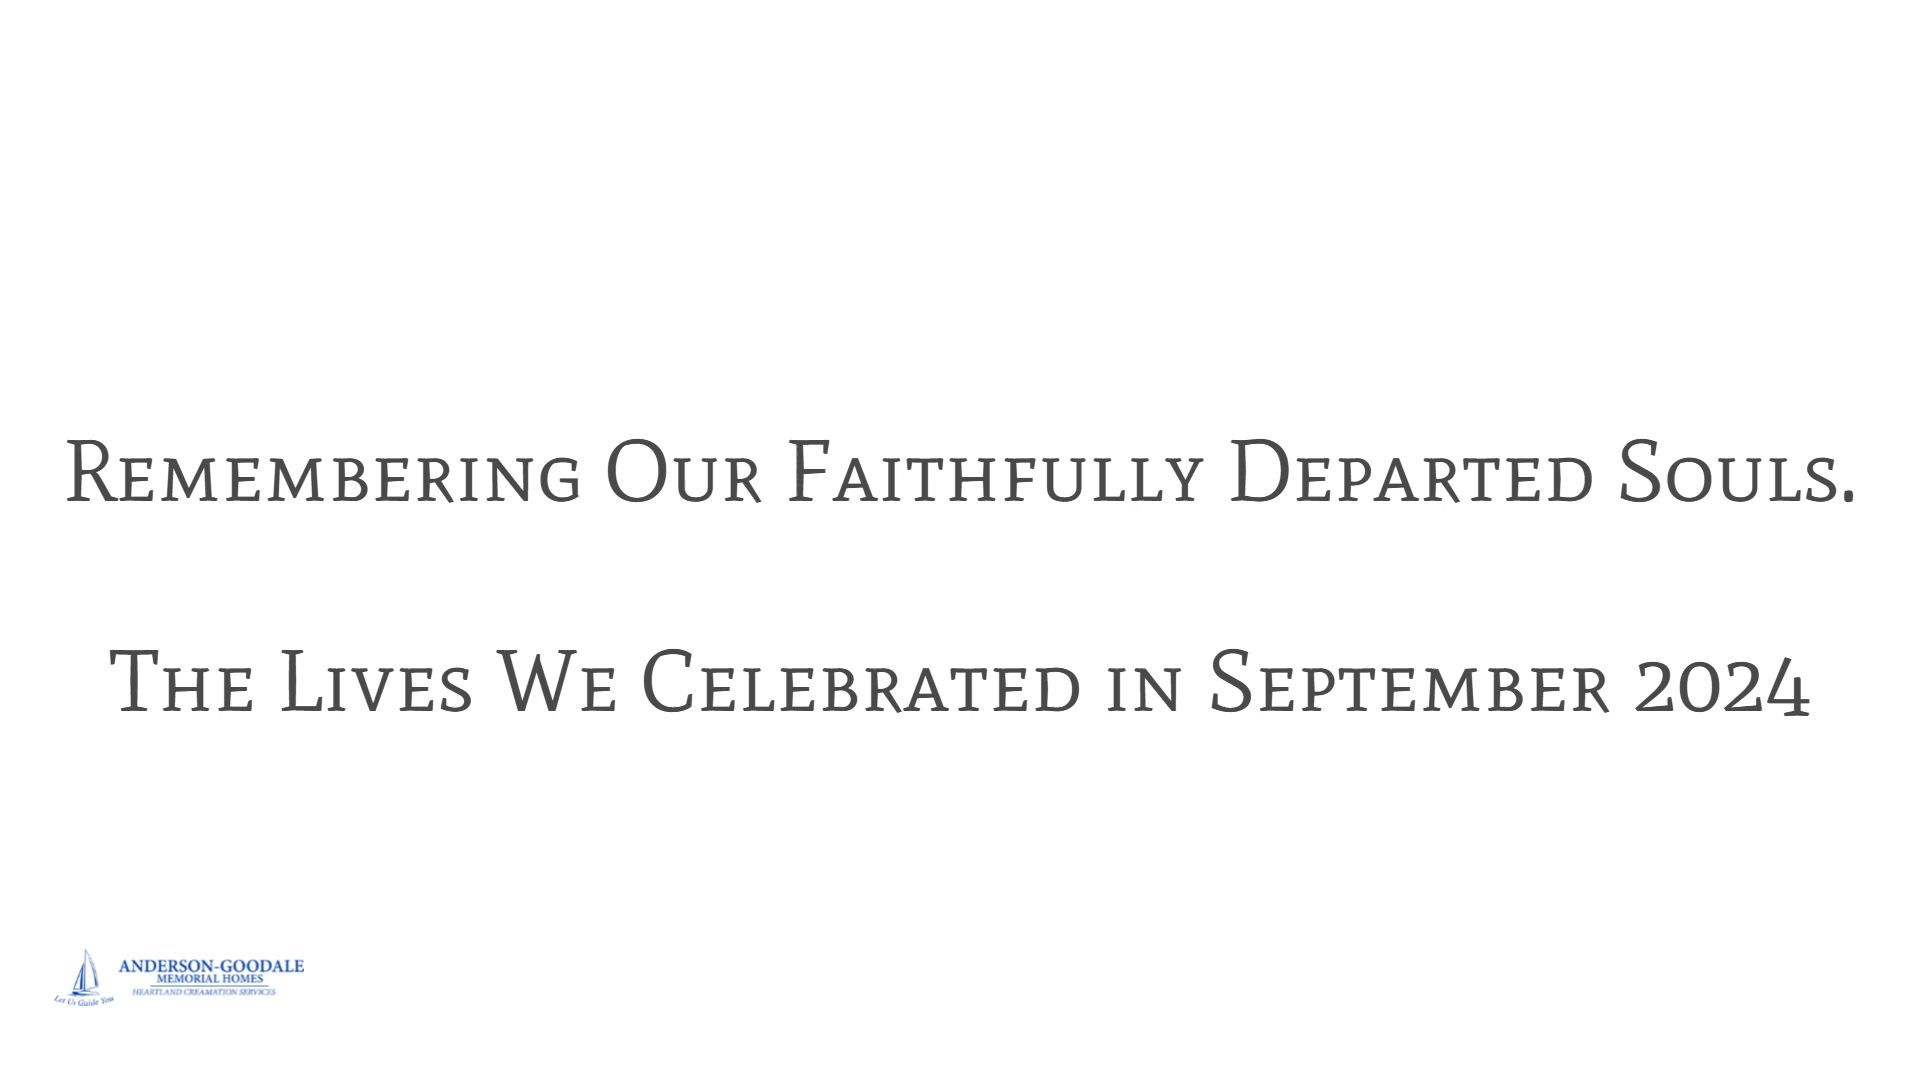 Remembering Our Faithfully Departed Souls.
The Lives We Celebrated in September 2024
ANDERSON-GOODALE
MEMORIAL HOMES
HEARTLAND CREAMATION SERVICES
Let Us Guide You